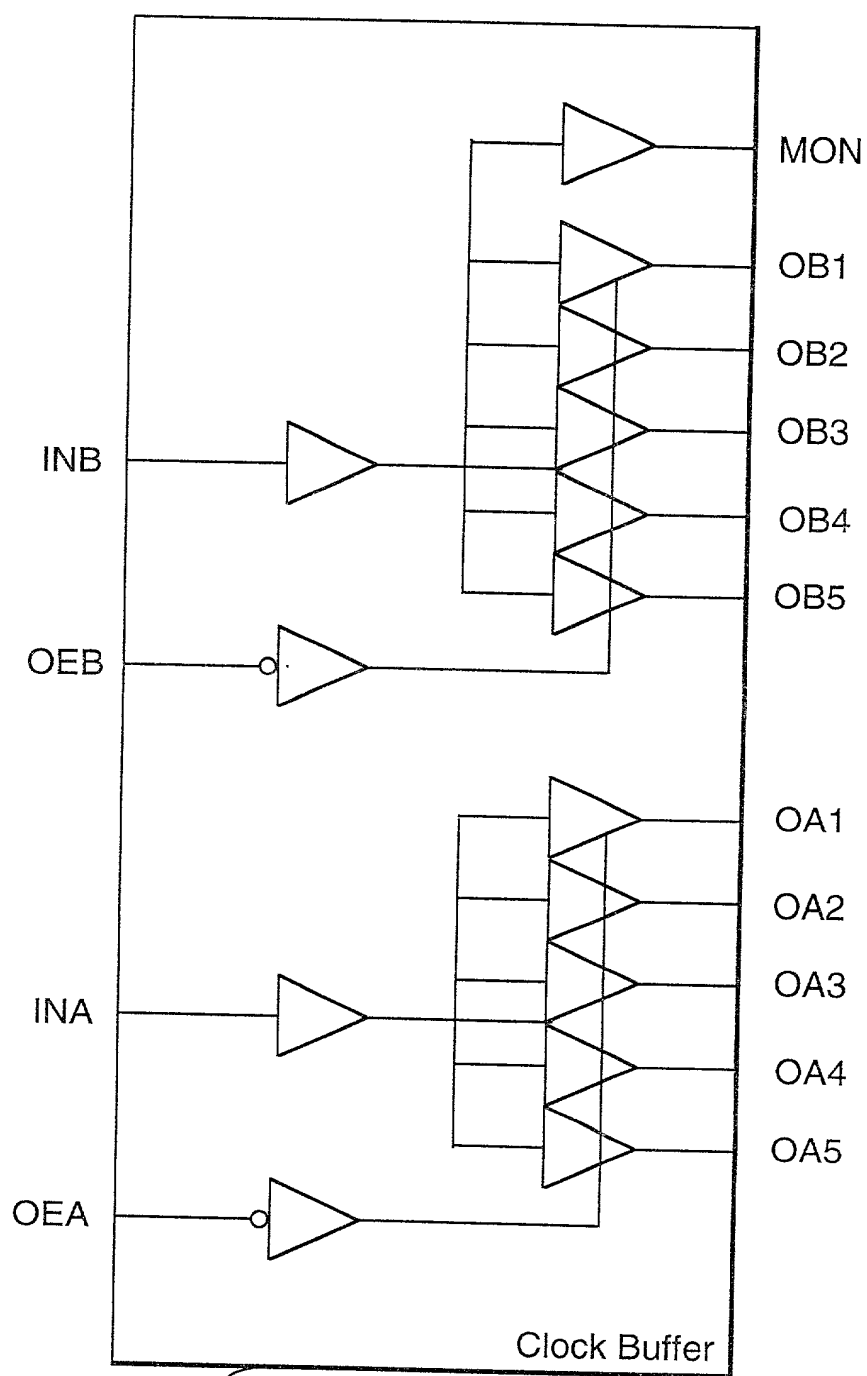 MON
OB1
OB2
OB3
INB
OB4
OB5
OEB
OA1
OA2
OA3
INA
OA4
OA5
OEA
Clock Buffer